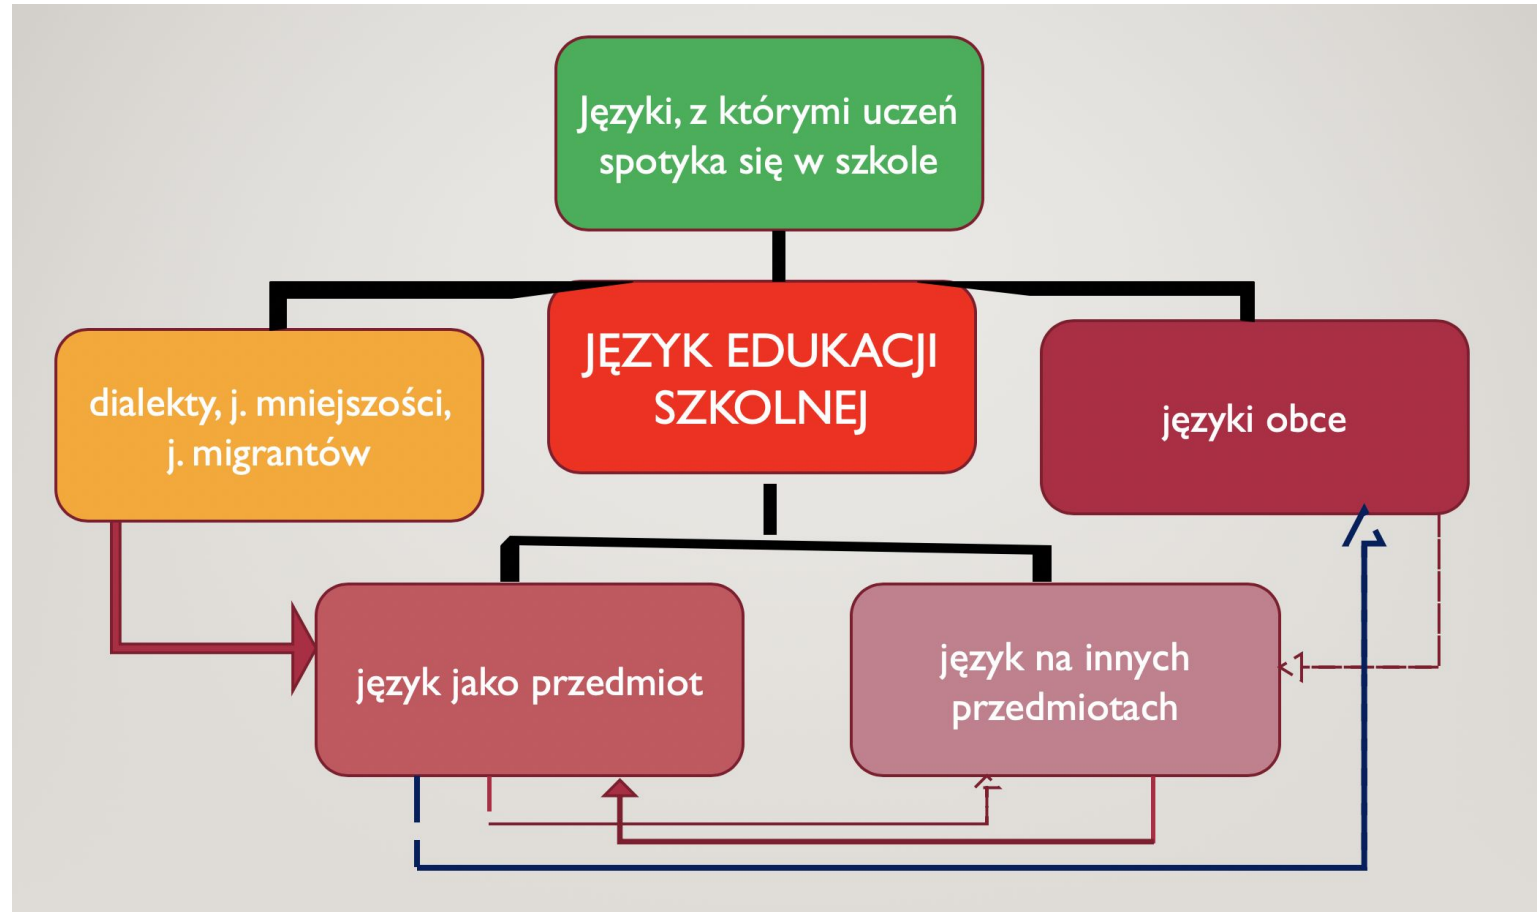 Języki, z którymi uczeń
spotyka się w szkole
JĘZYK EDUKACJI
SZKOLNEJ
dialekty, j. mniejszości,
j. migrantów
języki obce
język jako przedmiot
język na innych
przedmiotach